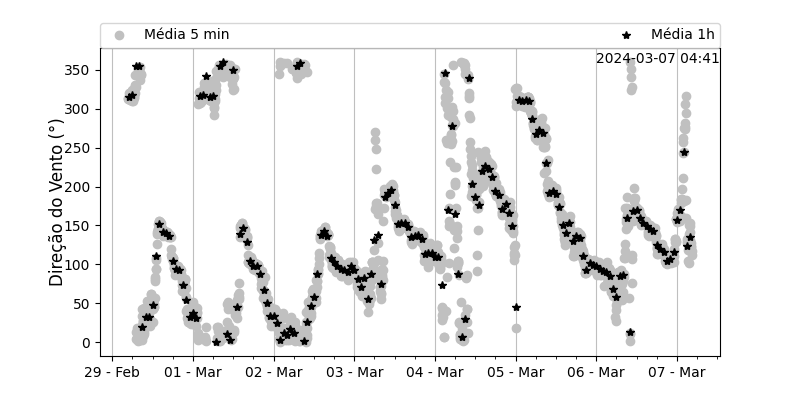 Média 5 min
Média 1h
2024-03-07 04:41
Direção do Vento (°)
350
300
250
200
150
100
50
0
29 - Feb
01 - Mar
02 - Mar
03 - Mar
04 - Mar
05 - Mar
06 - Mar
07 - Mar